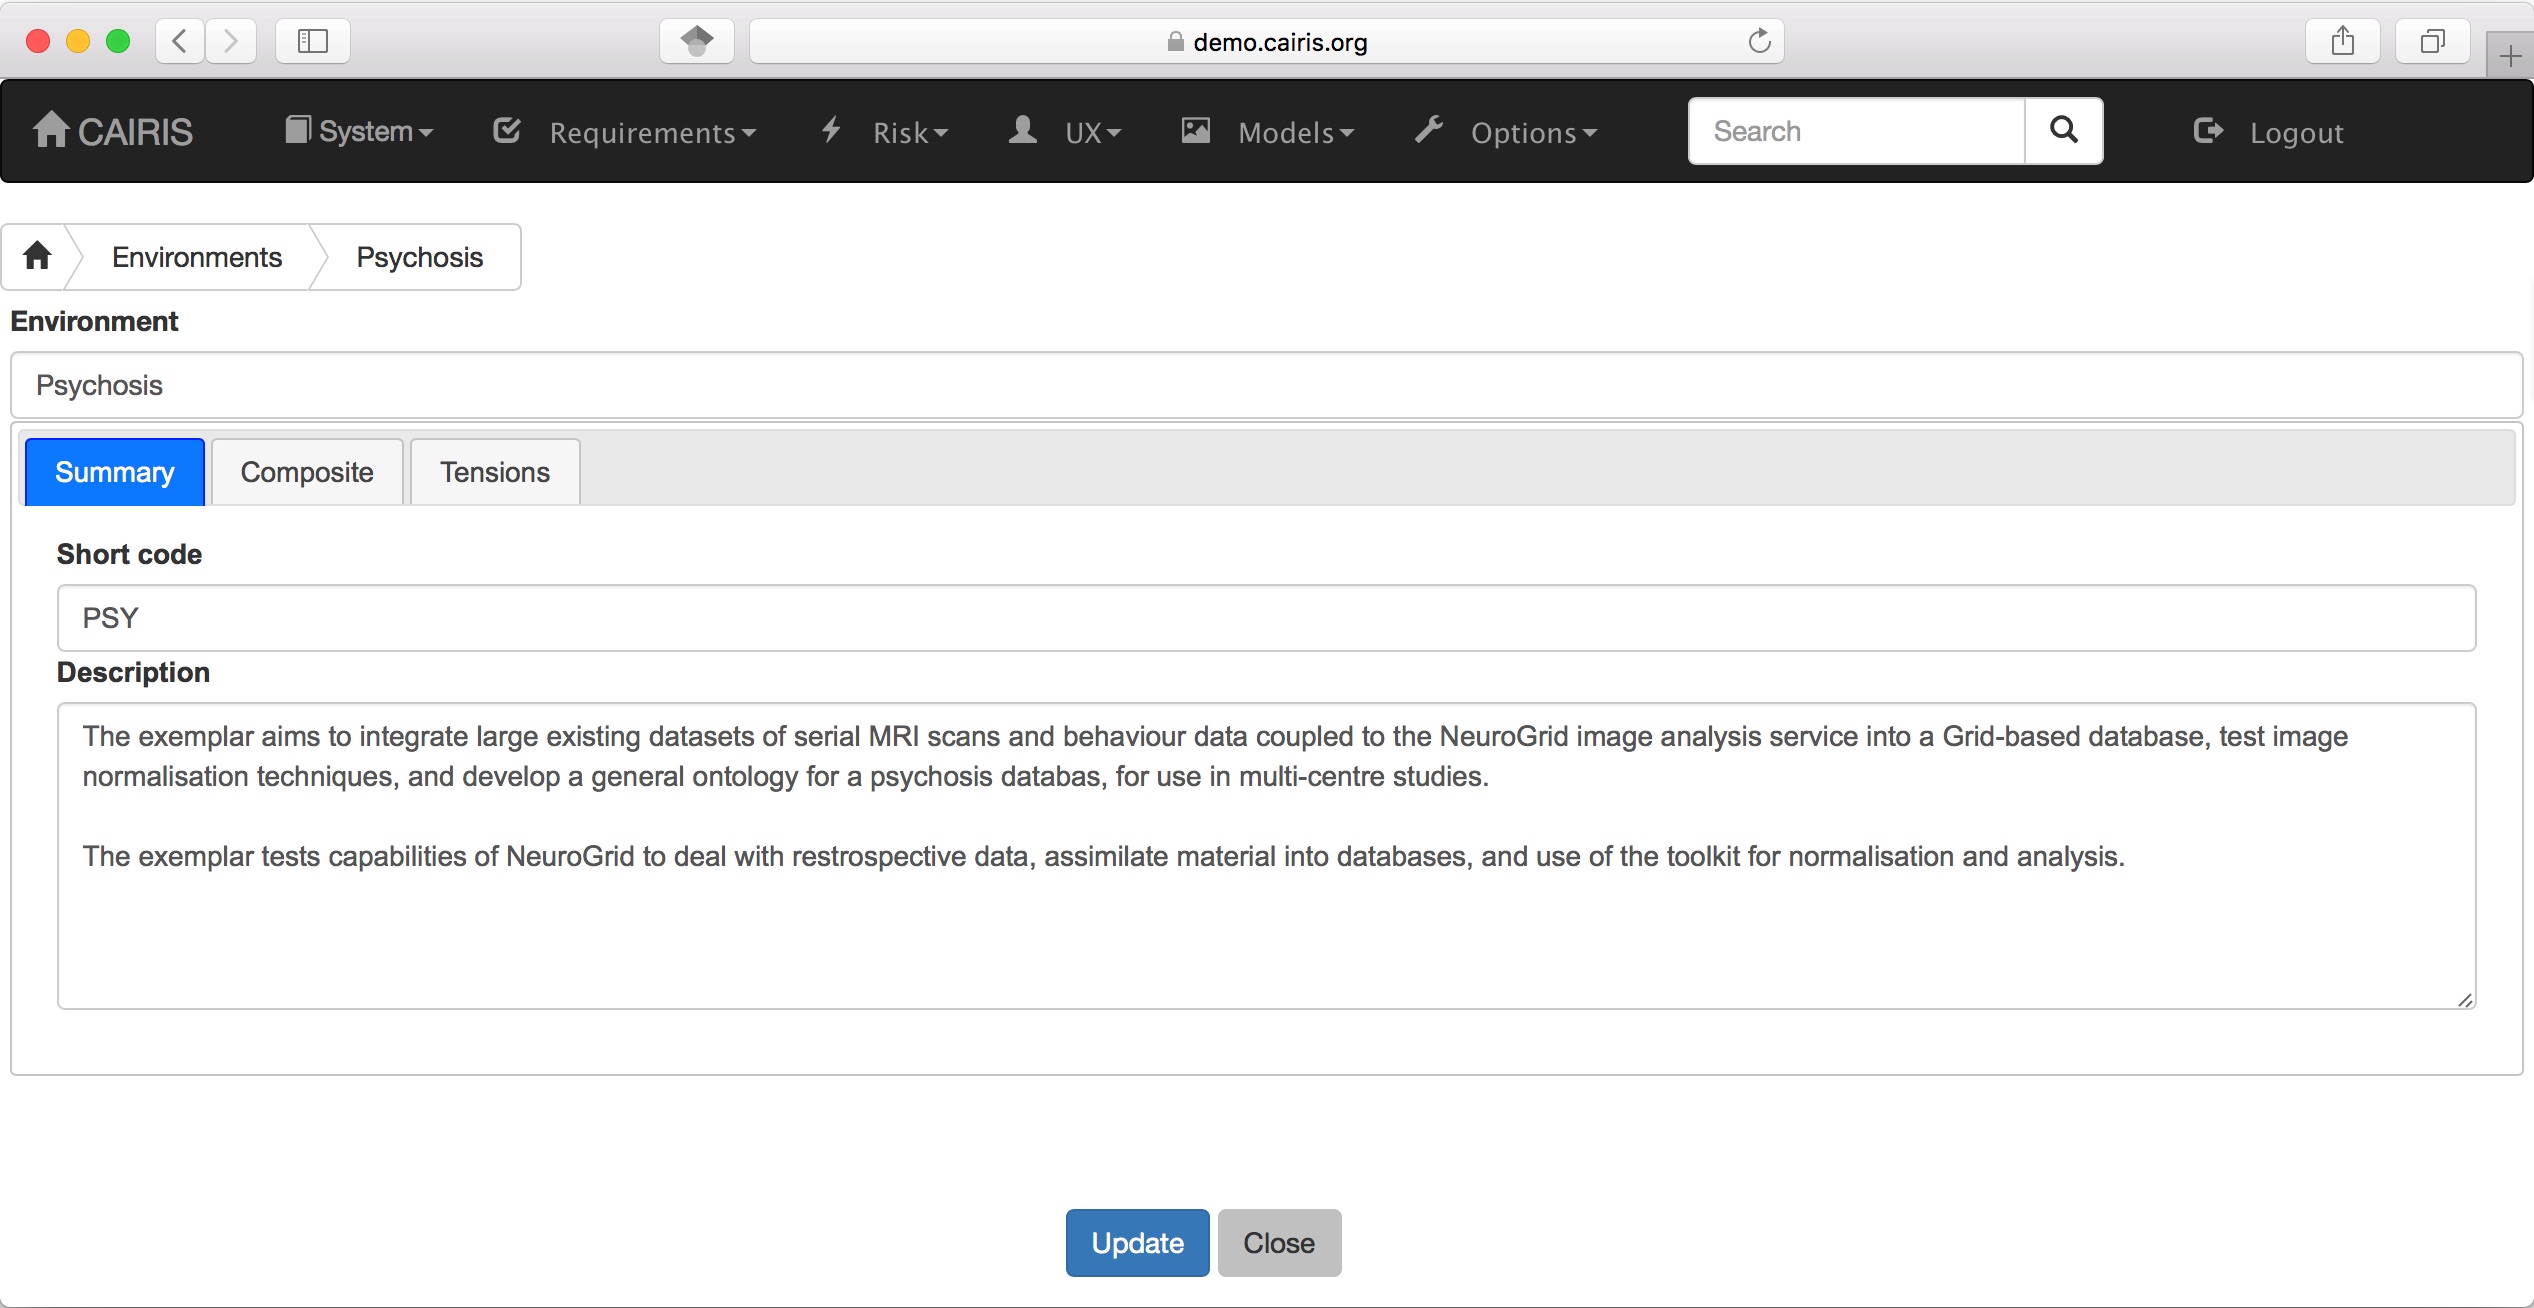 demo.cairis.org
CAIRIS System Requirements Risk UX Models Options Search Logout
Environments Psychosis
Environment
Psychosis
Summary Composite Tensions
Short code
PSY
Description
The exemplar aims to integrate large existing datasets of serial MRI scans and behaviour data coupled to the NeuroGrid image analysis service into a Grid-based database, test image
normalisation techniques, and develop a general ontology for a psychosis databas, for use in multi-centre studies.
The exemplar tests capabilities of NeuroGrid to deal with restrospective data, assimilate material into databases, and use of the toolkit for normalisation and analysis.
Update Close